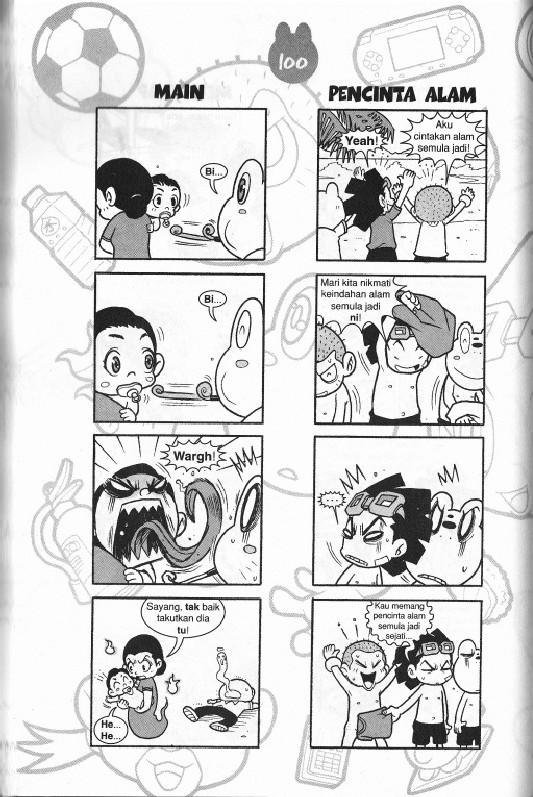 100
MAIN
Bi...
Bi...
Wargh!
Sayang, tak baik
takutkan dia
tu!
He...
He...
PENCINTA ALAM
Yeah!
Aku
cintakan alam
semula jadi!
Mari kita nikmati
keindahan alam
semula jadi
ni!
....
Kau memang
pencinta alam
semula jadi
sejati...